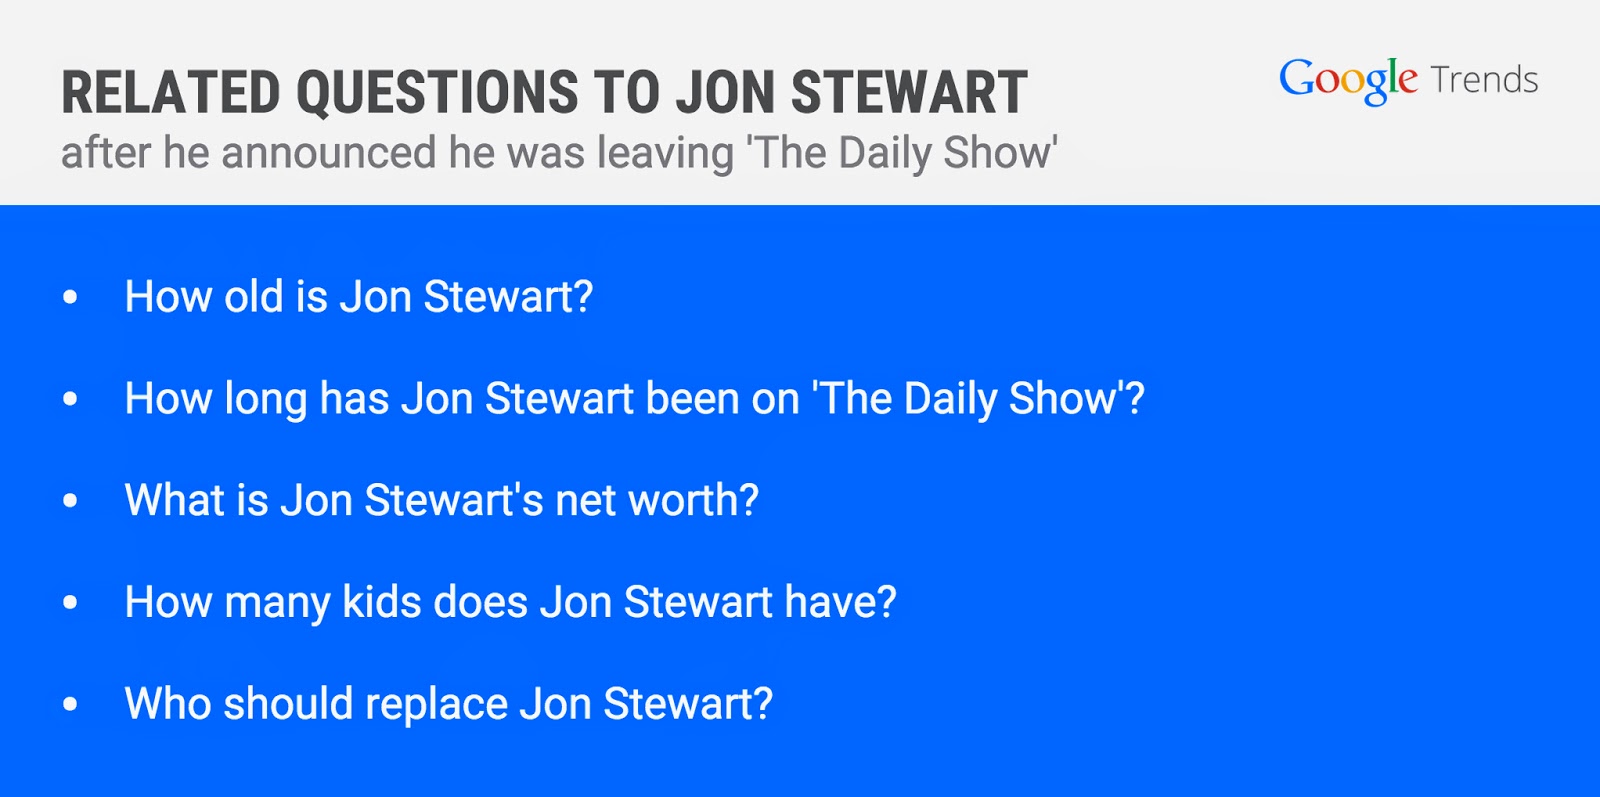 RELATED QUESTIONS TO JON STEWART
Google Trends
after he announced he was leaving 'The Daily Show'
• How old is Jon Stewart?
• How long has Jon Stewart been on 'The Daily Show'?
• What is Jon Stewart's net worth?
• How many kids does Jon Stewart have?
• Who should replace Jon Stewart?